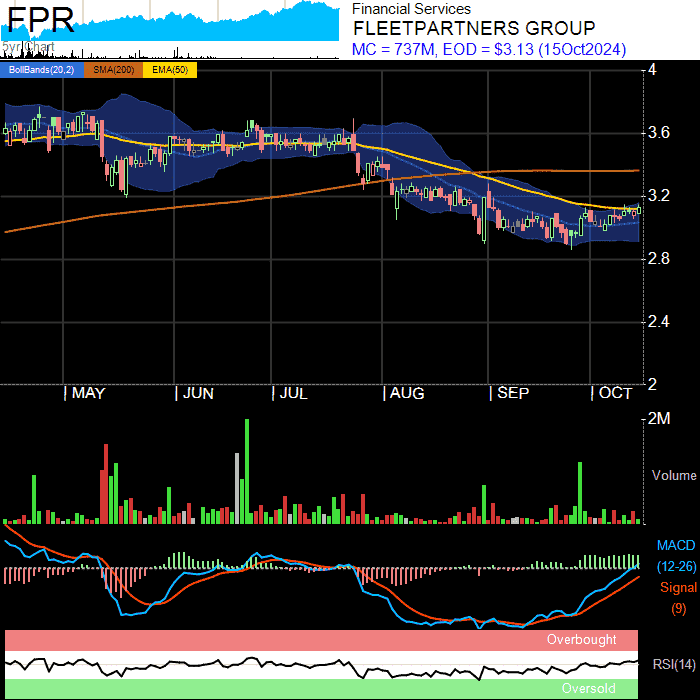 FPR
Financial Services
FLEETPARTNERS GROUP
MC = 737M, EOD = $3.13 (15Oct2024)
BollBands(20,2) SMA(200) EMA(50)
4
3.6
3.2
2.8
2.4
2
MAY JUN JUL AUG SEP OCT
2M
Volume
MACD
(12-26)
Signal
(9)
Overbought
RSI(14)
Oversold